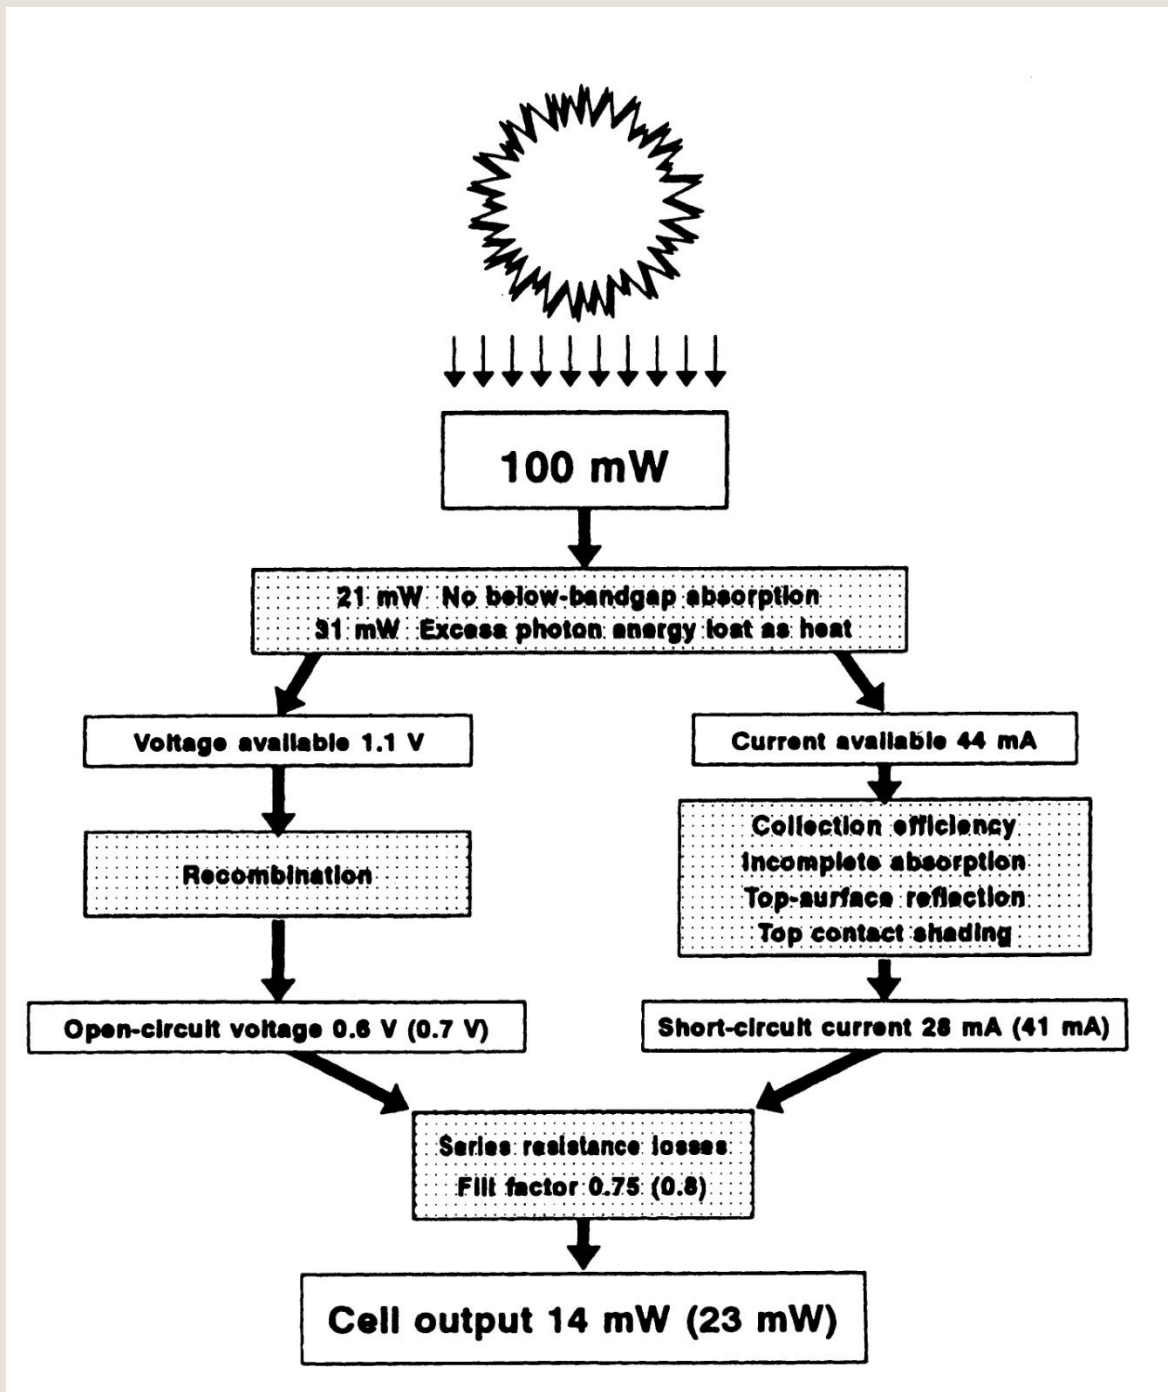 100 mW
21 mW No below-bandgap absorption
31 mW Excess photon energy lost as heat
Voltage available 1.1 V
Current available 44 mA
Recombination
Collection efficiency
Incomplete absorption
Top-surface reflection
Top contact shading
Open-circuit voltage 0.6 V (0.7 V)
Short-circuit current 28 mA (41 mA)
Series resistance losses
Fill factor 0.75 (0.8)
Cell output 14 mW (23 mW)